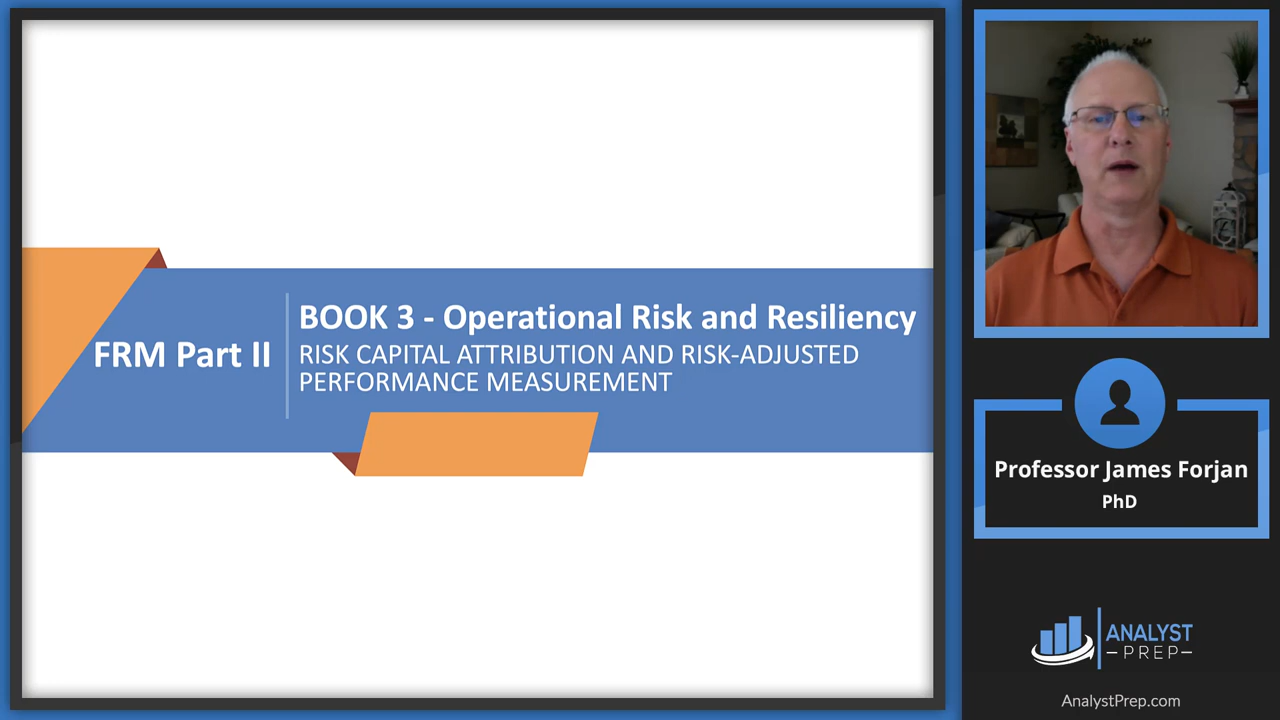 FRM Part II
BOOK 3 - Operational Risk and Resiliency
RISK CAPITAL ATTRIBUTION AND RISK-ADJUSTED
PERFORMANCE MEASUREMENT
Professor James Forjan
PhD
ANALYST
PREP
AnalystPrep.com